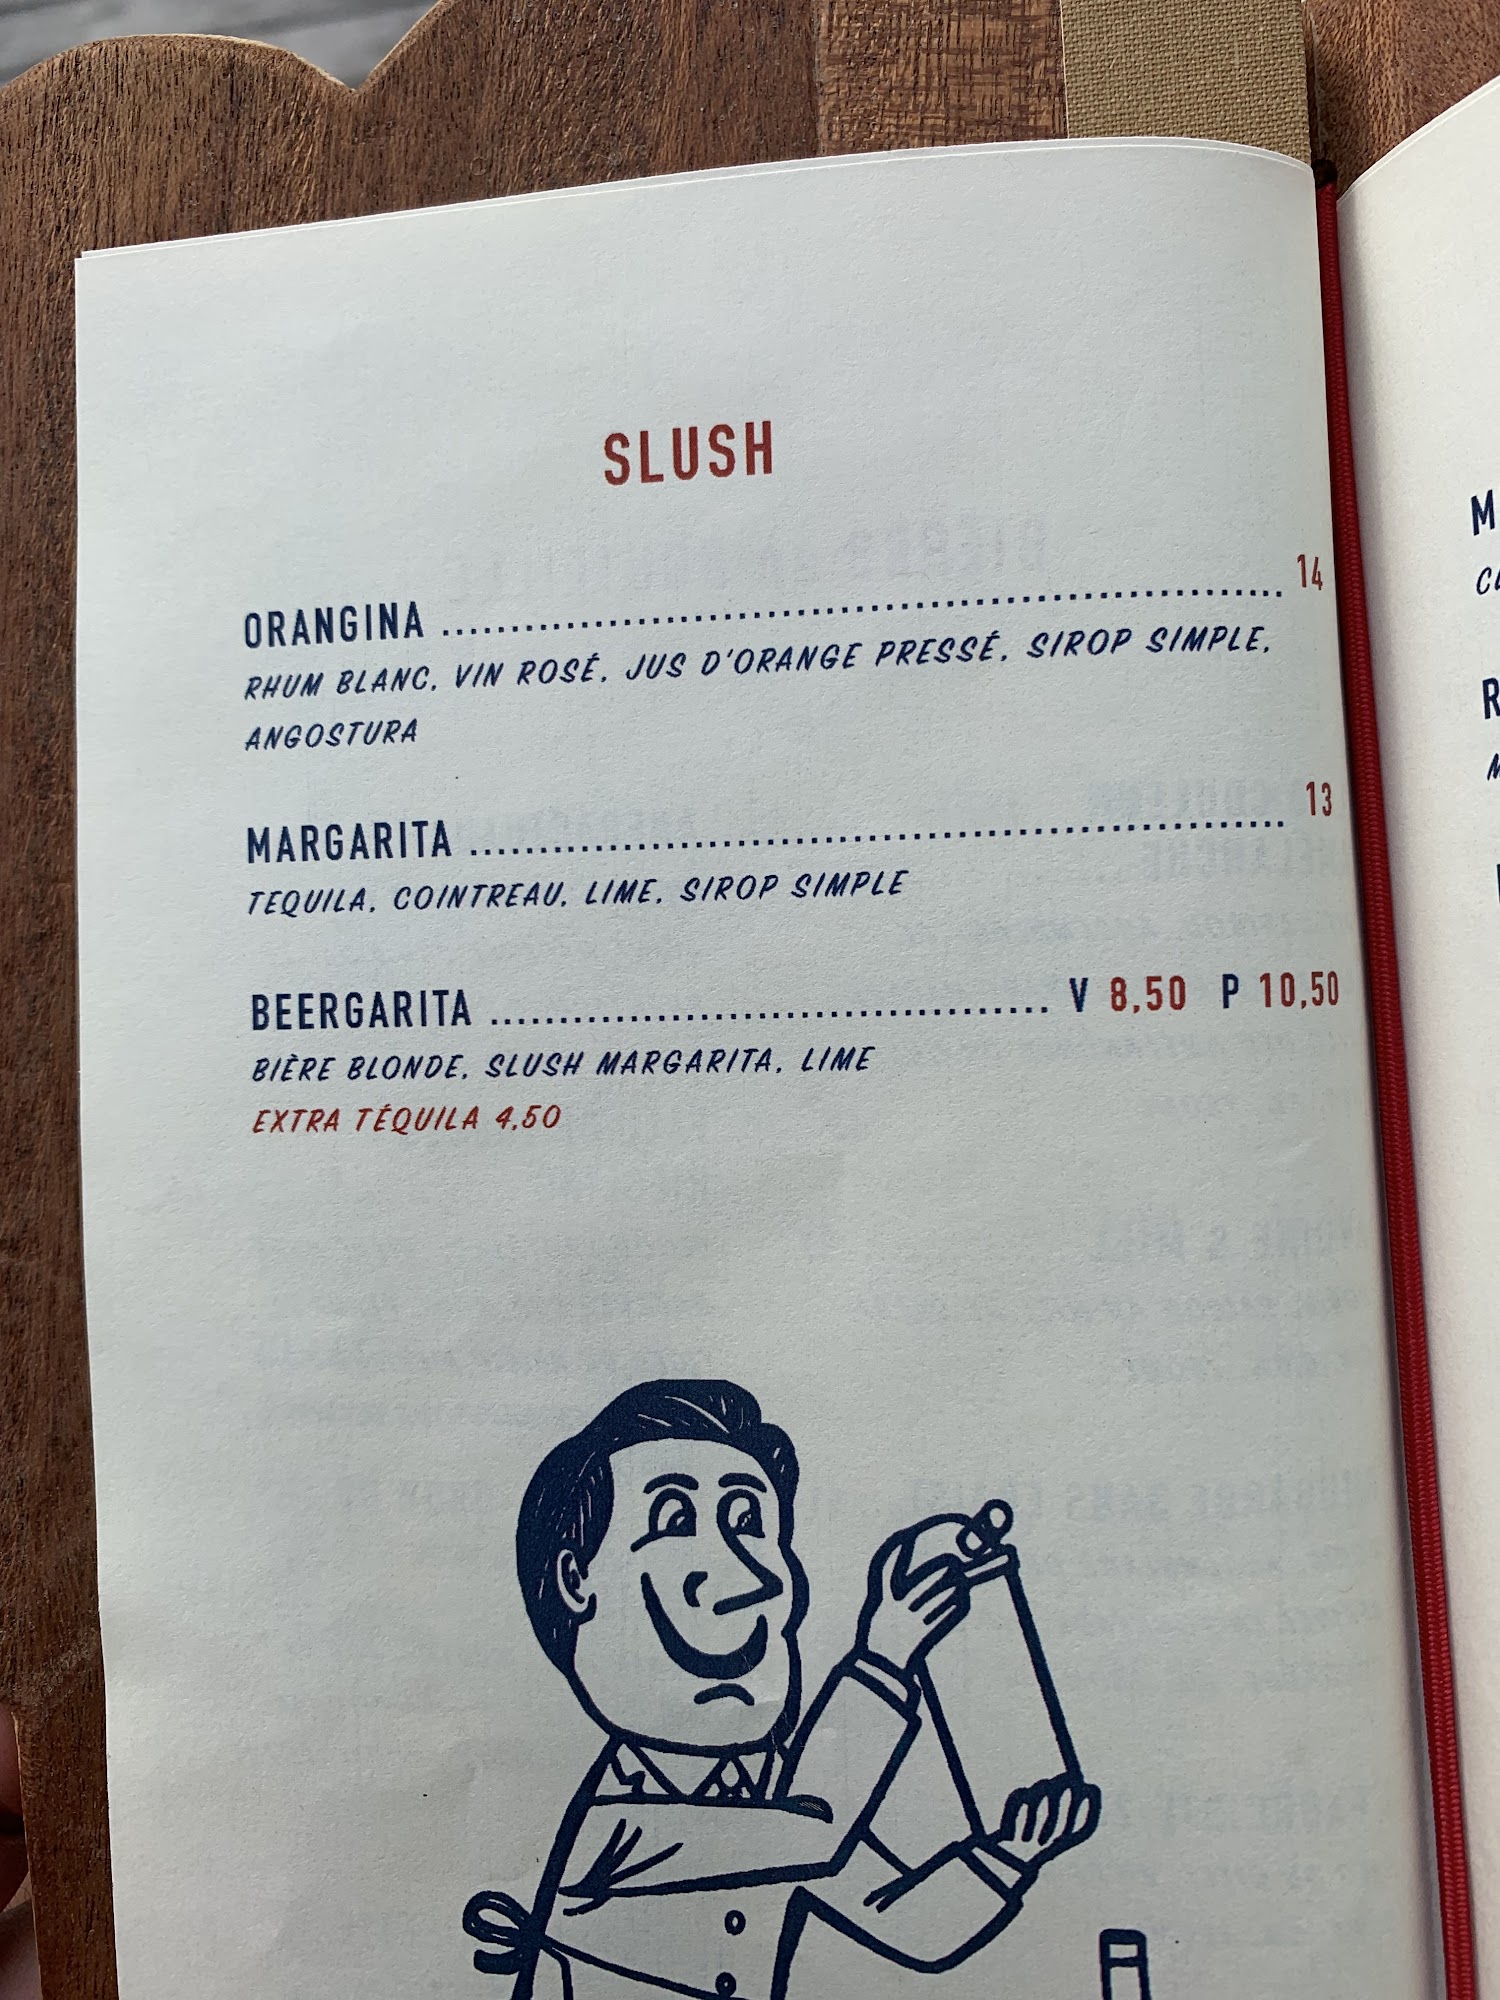 SLUSH
ORANGINA .......... 14
RHUM BLANC, VIN ROSÉ, JUS D'ORANGE PRESSÉ, SIROP SIMPLE,
ANGOSTURA
MARGARITA .......... 13
TEQUILA, COINTREAU, LIME, SIROP SIMPLE
BEERGARITA .......... V 8,50 P 10,50
BIÈRE BLONDE, SLUSH MARGARITA, LIME
EXTRA TÉQUILA 4,50